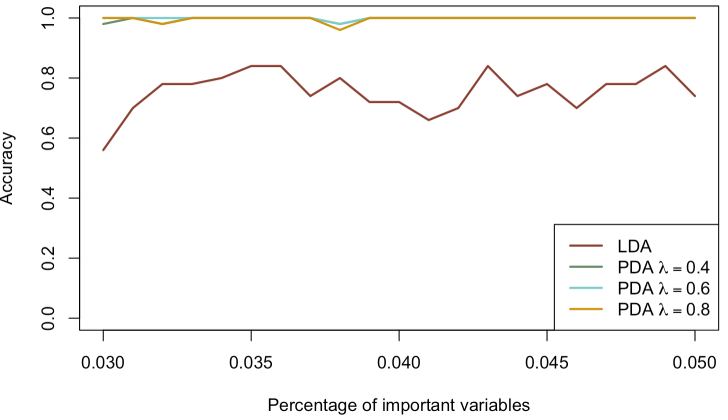 Accuracy
1.0
0.8
0.6
0.4
0.2
0.0
LDA
PDA λ = 0.4
PDA λ = 0.6
PDA λ = 0.8
0.030 0.035 0.040 0.045 0.050
Percentage of important variables